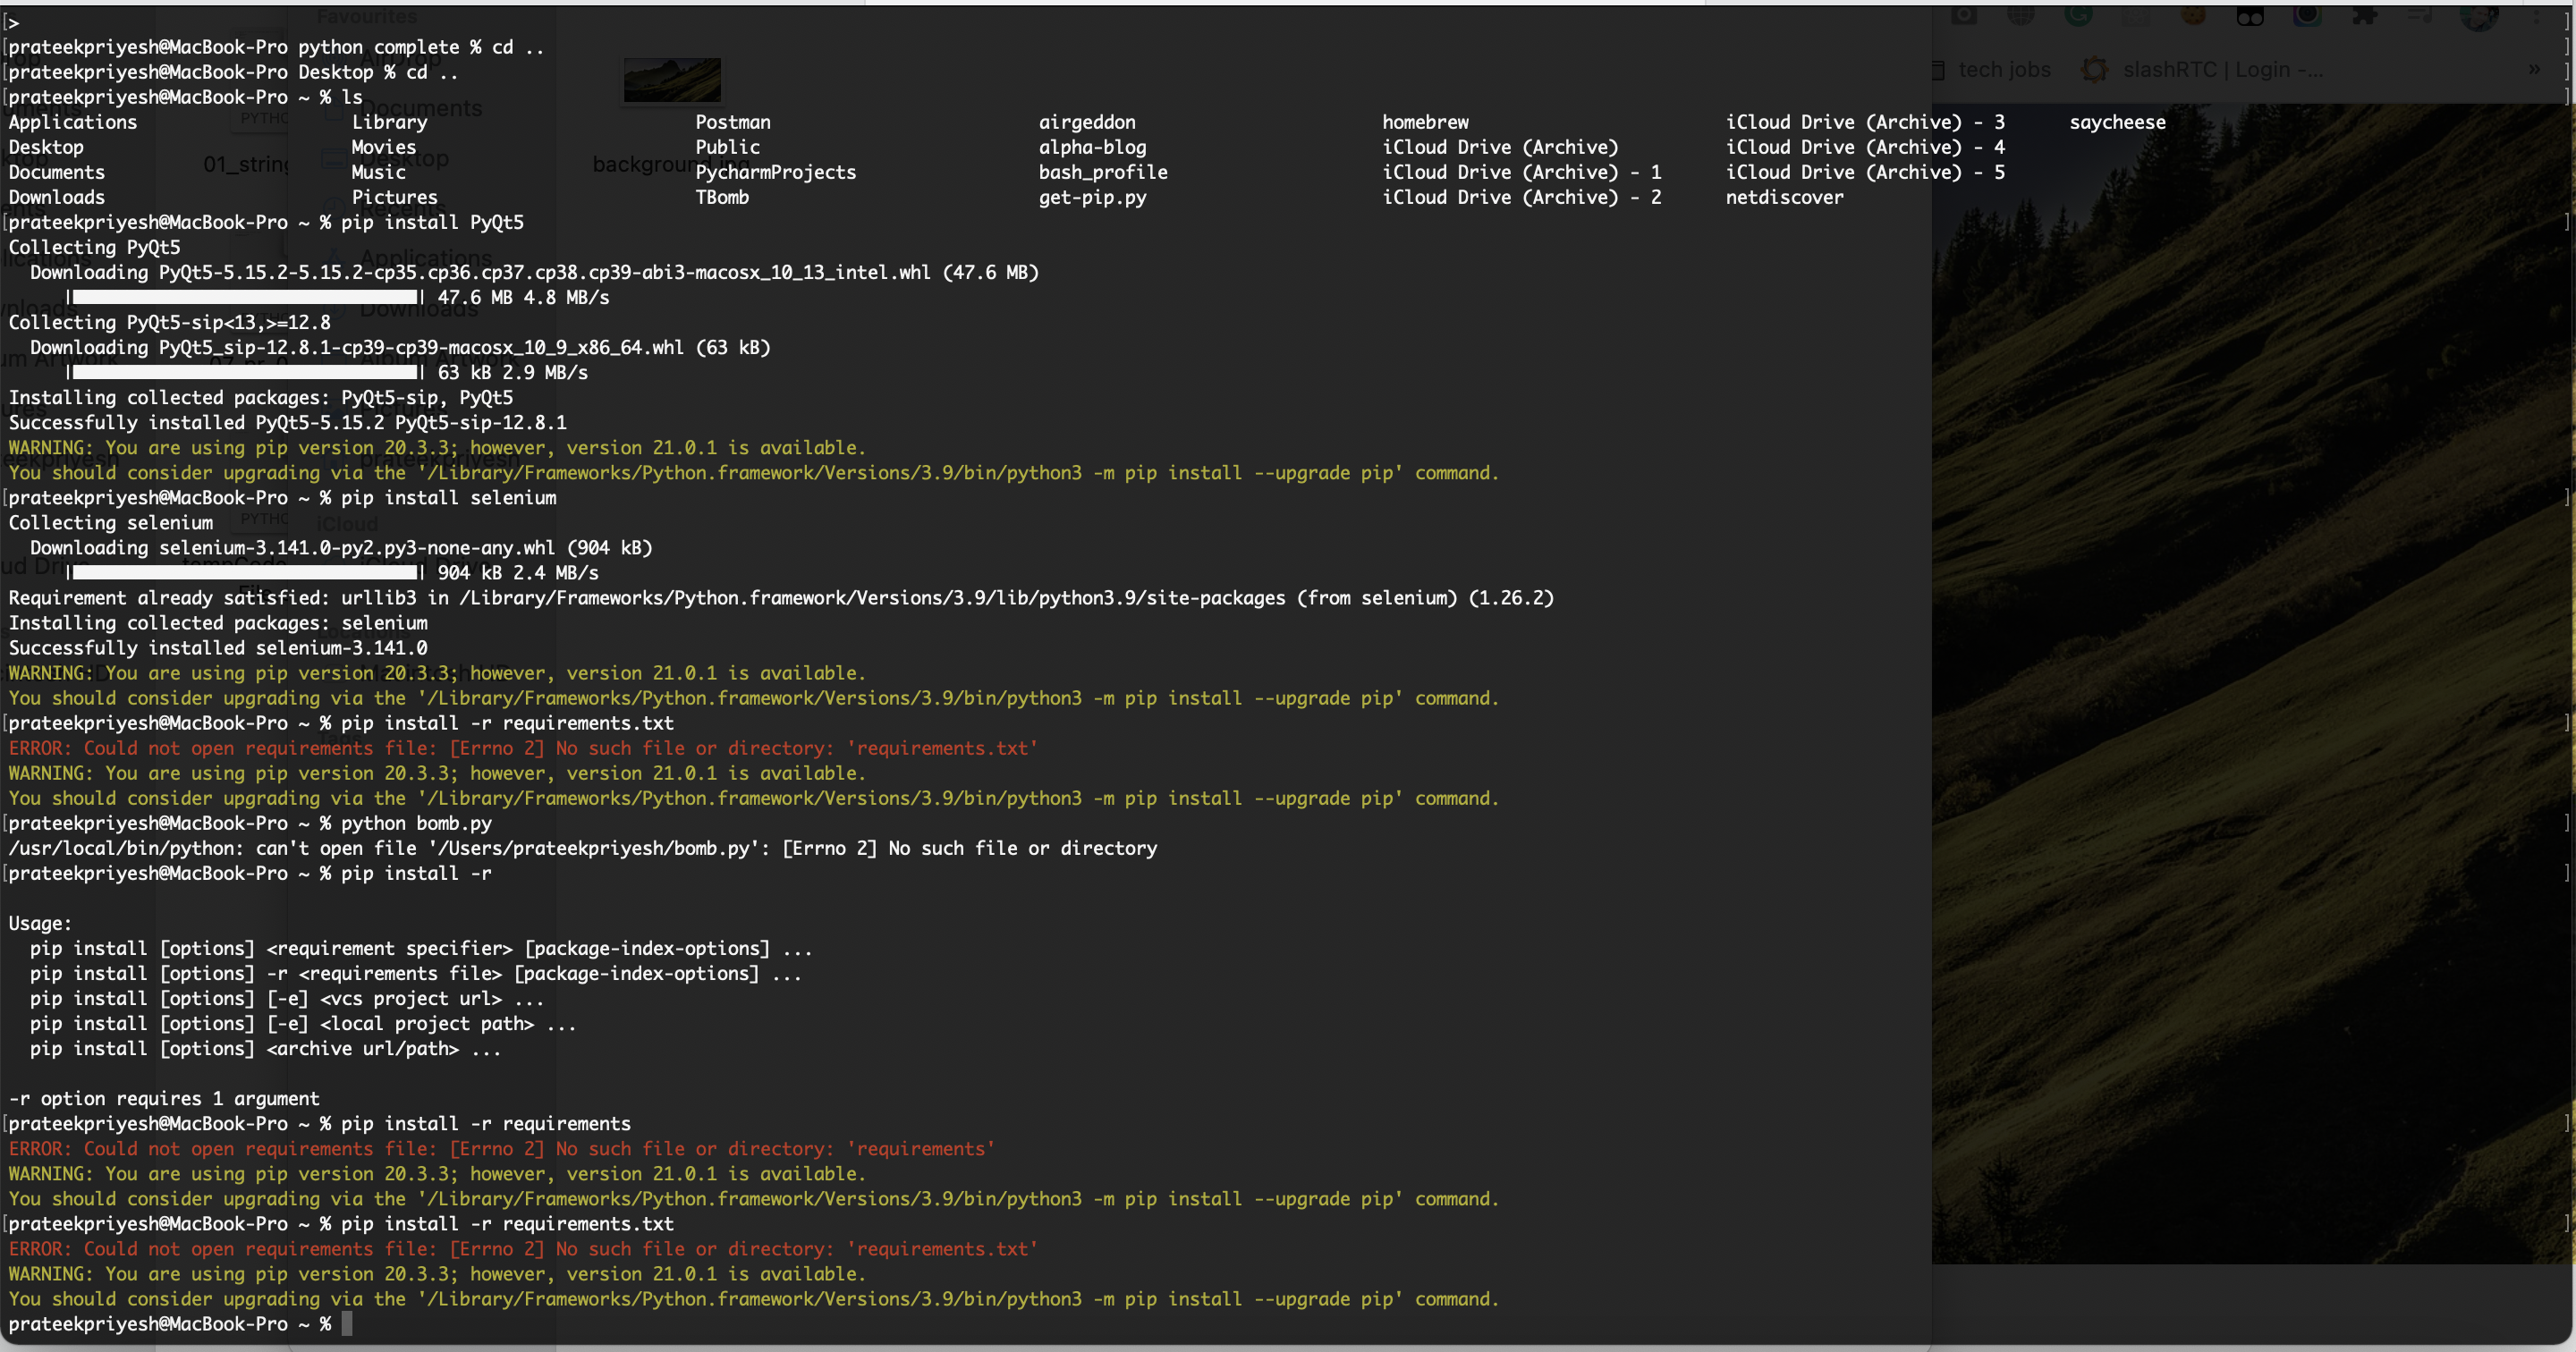 >
prateekpriyesh@MacBook-Pro python complete % cd ..
prateekpriyesh@MacBook-Pro Desktop % cd ..
prateekpriyesh@MacBook-Pro ~ % ls
Applications Library Postman airgeddon homebrew iCloud Drive (Archive) - 3 saycheese
Desktop Movies Public alpha-blog iCloud Drive (Archive) iCloud Drive (Archive) - 4
Documents Music PycharmProjects bash_profile iCloud Drive (Archive) - 1 iCloud Drive (Archive) - 5
Downloads Pictures TBomb get-pip.py iCloud Drive (Archive) - 2 netdiscover
prateekpriyesh@MacBook-Pro ~ % pip install PyQt5
Collecting PyQt5
Downloading PyQt5-5.15.2-5.15.2-cp35.cp36.cp37.cp38.cp39-abi3-macosx_10_13_intel.whl (47.6 MB)
47.6 MB 4.8 MB/s
Collecting PyQt5-sip<13,>=12.8
Downloading PyQt5_sip-12.8.1-cp39-cp39-macosx_10_9_x86_64.whl (63 kB)
63 kB 2.9 MB/s
Installing collected packages: PyQt5-sip, PyQt5
Successfully installed PyQt5-5.15.2 PyQt5-sip-12.8.1
WARNING: You are using pip version 20.3.3; however, version 21.0.1 is available.
You should consider upgrading via the '/Library/Frameworks/Python.framework/Versions/3.9/bin/python3 -m pip install --upgrade pip' command.
prateekpriyesh@MacBook-Pro ~ % pip install selenium
Collecting selenium
Downloading selenium-3.141.0-py2.py3-none-any.whl (904 kB)
904 kB 2.4 MB/s
Requirement already satisfied: urllib3 in /Library/Frameworks/Python.framework/Versions/3.9/lib/python3.9/site-packages (from selenium) (1.26.2)
Installing collected packages: selenium
Successfully installed selenium-3.141.0
WARNING: You are using pip version 20.3.3; however, version 21.0.1 is available.
You should consider upgrading via the '/Library/Frameworks/Python.framework/Versions/3.9/bin/python3 -m pip install --upgrade pip' command.
prateekpriyesh@MacBook-Pro ~ % pip install -r requirements.txt
ERROR: Could not open requirements file: [Errno 2] No such file or directory: 'requirements.txt'
WARNING: You are using pip version 20.3.3; however, version 21.0.1 is available.
You should consider upgrading via the '/Library/Frameworks/Python.framework/Versions/3.9/bin/python3 -m pip install --upgrade pip' command.
prateekpriyesh@MacBook-Pro ~ % python bomb.py
/usr/local/bin/python: can't open file '/Users/prateekpriyesh/bomb.py': [Errno 2] No such file or directory
prateekpriyesh@MacBook-Pro ~ % pip install -r
Usage:
pip install [options] <requirement specifier> [package-index-options] ...
pip install [options] -r <requirements file> [package-index-options] ...
pip install [options] [-e] <vcs project url> ...
pip install [options] [-e] <local project path> ...
pip install [options] <archive url/path> ...
-r option requires 1 argument
prateekpriyesh@MacBook-Pro ~ % pip install -r requirements
ERROR: Could not open requirements file: [Errno 2] No such file or directory: 'requirements'
WARNING: You are using pip version 20.3.3; however, version 21.0.1 is available.
You should consider upgrading via the '/Library/Frameworks/Python.framework/Versions/3.9/bin/python3 -m pip install --upgrade pip' command.
prateekpriyesh@MacBook-Pro ~ % pip install -r requirements.txt
ERROR: Could not open requirements file: [Errno 2] No such file or directory: 'requirements.txt'
WARNING: You are using pip version 20.3.3; however, version 21.0.1 is available.
You should consider upgrading via the '/Library/Frameworks/Python.framework/Versions/3.9/bin/python3 -m pip install --upgrade pip' command.
prateekpriyesh@MacBook-Pro ~ %
tech jobs slashRTC | Login -... »
Favourites
AirDrop
Documents
Desktop
Recents
Applications
Downloads
Pictures
prateekpriyesh
iCloud
iCloud Drive
Locations
Macintosh HD
Tags
background.jpg